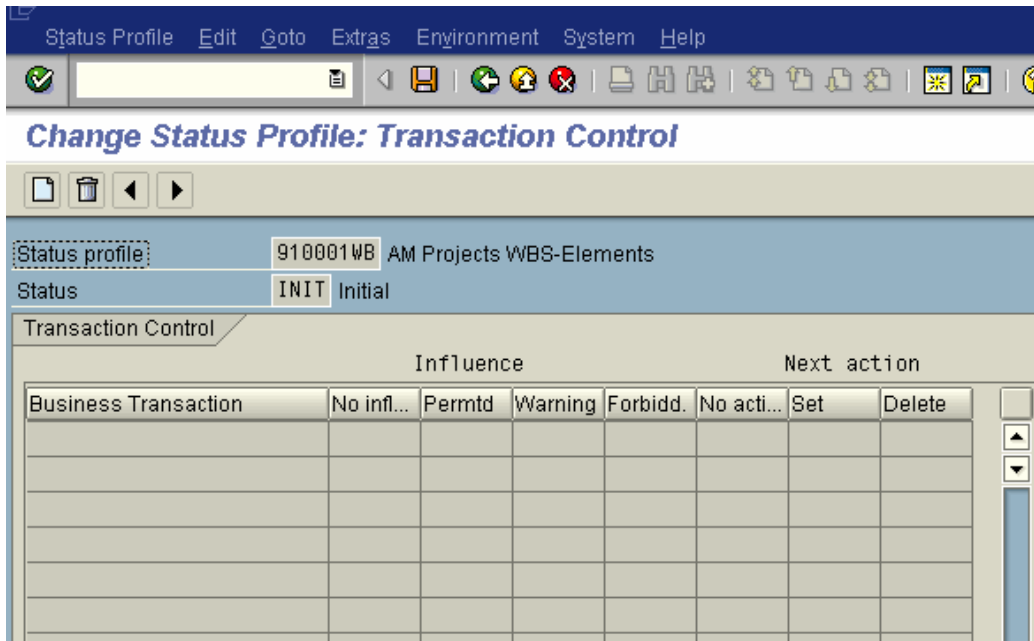 Status Profile Edit Goto Extras Environment System Help
Change Status Profile: Transaction Control
Status profile 910001WB AM Projects WBS-Elements
Status INIT Initial
Transaction Control
Influence Next action
Business Transaction No infl... Permtd Warning Forbidd. No acti... Set Delete